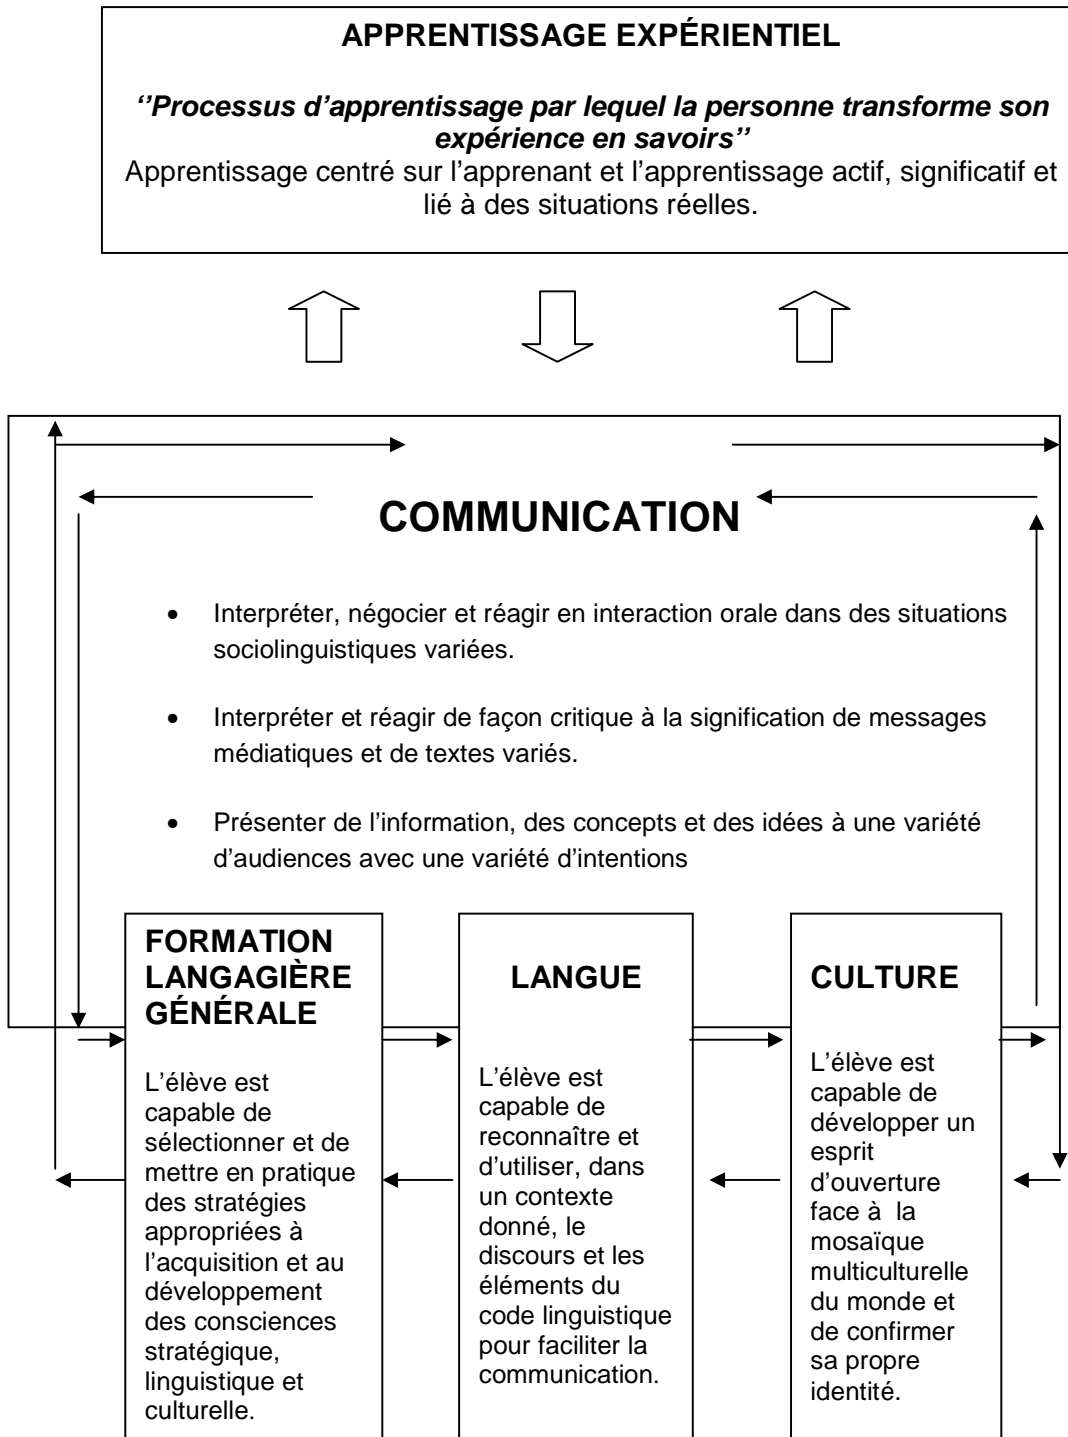 APPRENTISSAGE EXPÉRIENTIEL
‘’Processus d’apprentissage par lequel la personne transforme son
expérience en savoirs’’
Apprentissage centré sur l’apprenant et l’apprentissage actif, significatif et
lié à des situations réelles.
COMMUNICATION
• Interpréter, négocier et réagir en interaction orale dans des situations
sociolinguistiques variées.
• Interpréter et réagir de façon critique à la signification de messages
médiatiques et de textes variés.
• Présenter de l’information, des concepts et des idées à une variété
d’audiences avec une variété d’intentions
FORMATION
LANGAGIÈRE
GÉNÉRALE
L’élève est
capable de
sélectionner et de
mettre en pratique
des stratégies
appropriées à
l’acquisition et au
développement
des consciences
stratégique,
linguistique et
culturelle.
LANGUE
L’élève est
capable de
reconnaître et
d’utiliser, dans
un contexte
donné, le
discours et les
éléments du
code linguistique
pour faciliter la
communication.
CULTURE
L’élève est
capable de
développer un
esprit
d’ouverture
face à la
mosaïque
multiculturelle
du monde et
de confirmer
sa propre
identité.